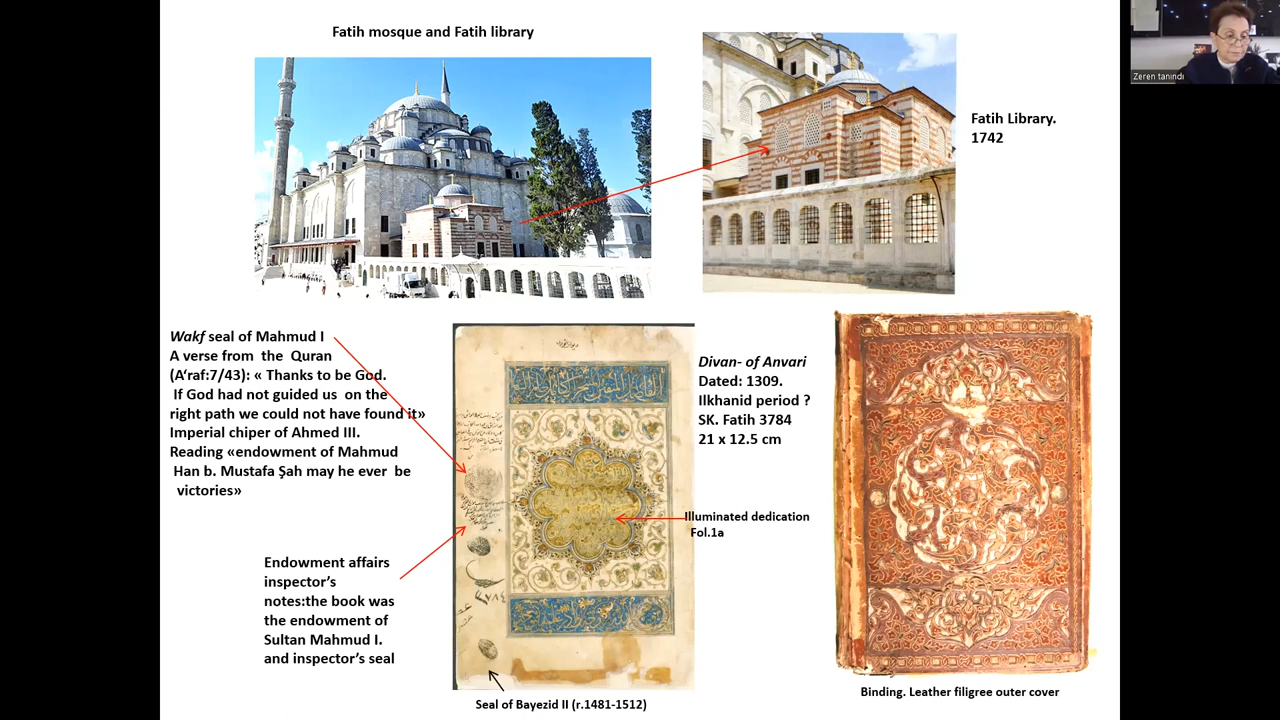 Fatih mosque and Fatih library
Zeren tanındı
Fatih Library.
1742
Wakf seal of Mahmud I
A verse from the Quran
(A‘raf:7/43): « Thanks to be God.
If God had not guided us on the
right path we could not have found it»
Imperial chiper of Ahmed III.
Reading «endowment of Mahmud
Han b. Mustafa Şah may he ever be
victories»
Endowment affairs
inspector’s
notes:the book was
the endowment of
Sultan Mahmud I.
and inspector’s seal
Divan- of Anvari
Dated: 1309.
Ilkhanid period ?
SK. Fatih 3784
21 x 12.5 cm
Illuminated dedication
Fol.1a
Seal of Bayezid II (r.1481-1512)
Binding. Leather filigree outer cover